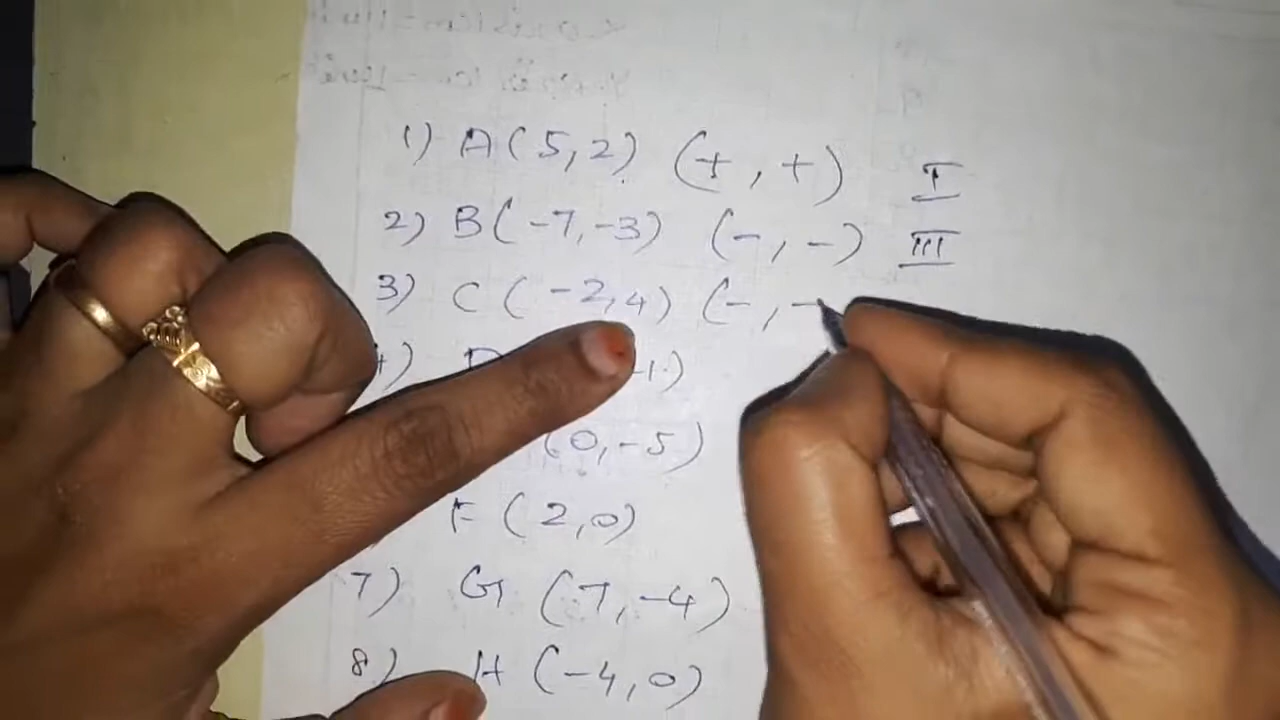 1) A(5,2) (+,+) I
2) B(-7,-3) (-,-) III
3) C(-2,4) (-,-
) -1)
(0,-5)
F(2,0)
7) G(7,-4)
8) H(-4,0)